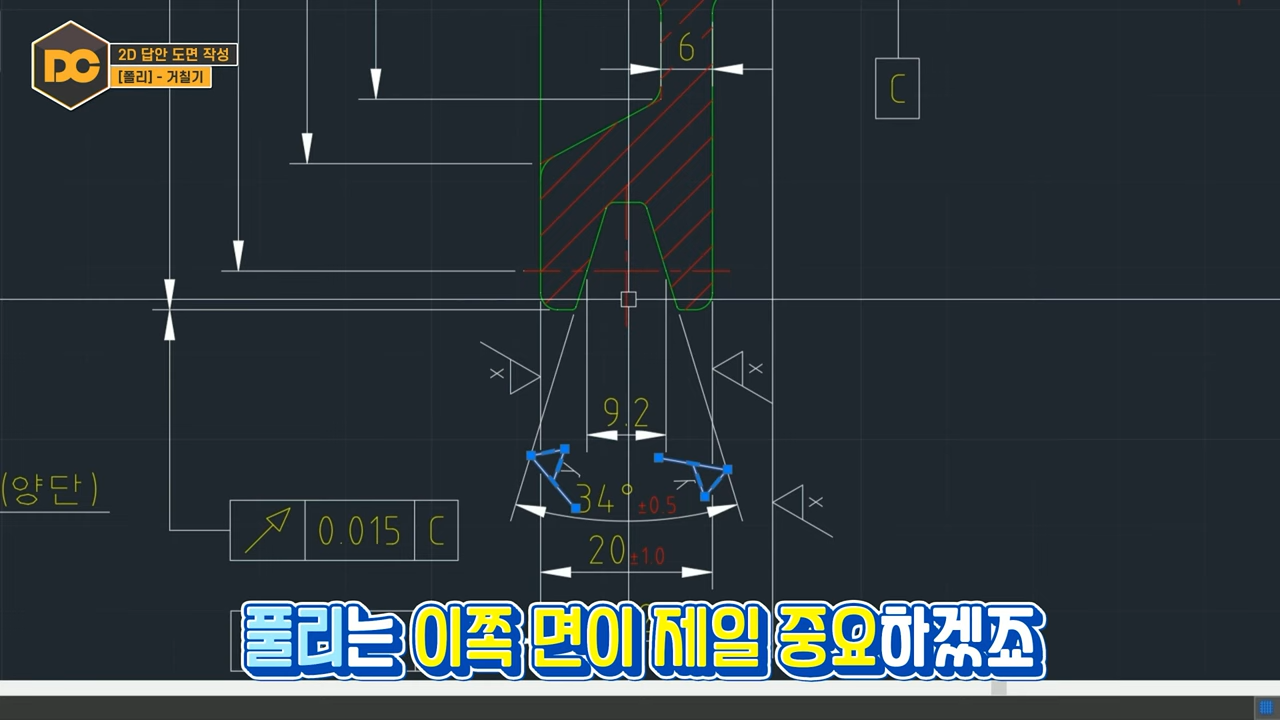 DC
2D 답안 도면 작성
[풀리] - 거칠기
6
C
x
x
9.2
y
y
34° ±0.5
(양단)
x
0.015 C
20 ±1.0
풀리는 이쪽 면이 제일 중요하겠죠